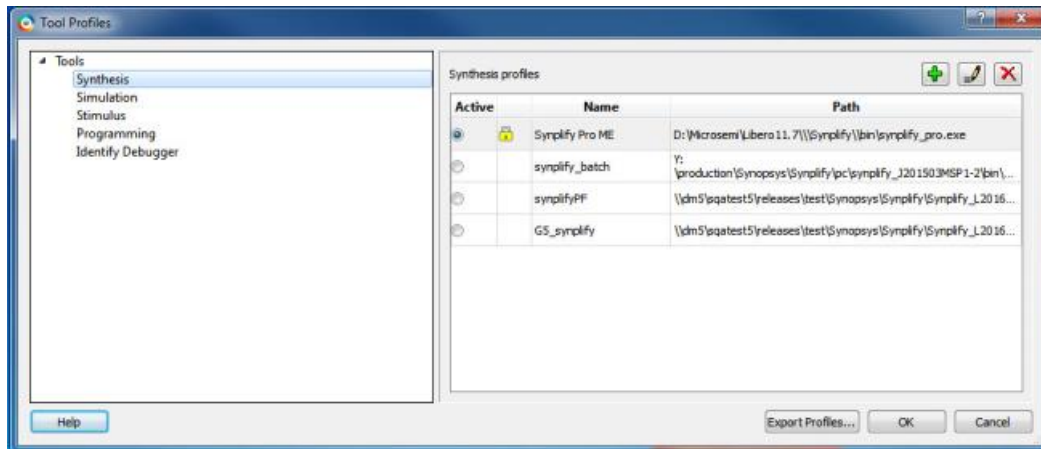 Tool Profiles
Tools
Synthesis
Simulation
Stimulus
Programming
Identify Debugger
Synthesis profiles
Active Name Path
Synplify Pro ME D:\Microsemi\Libero11.7\\\Synplify\\bin\synplify_pro.exe
synplify_batch Y:
\production\Synopsys\Synplify\pc\synplify_J201503MSP1-2\bin\...
synplifyPF \\dm5\sqatest5\releases\test\Synopsys\Synplify\Synplify_L2016...
GS_synplify \\dm5\sqatest5\releases\test\Synopsys\Synplify\Synplify_L2016...
Help Export Profiles... OK Cancel